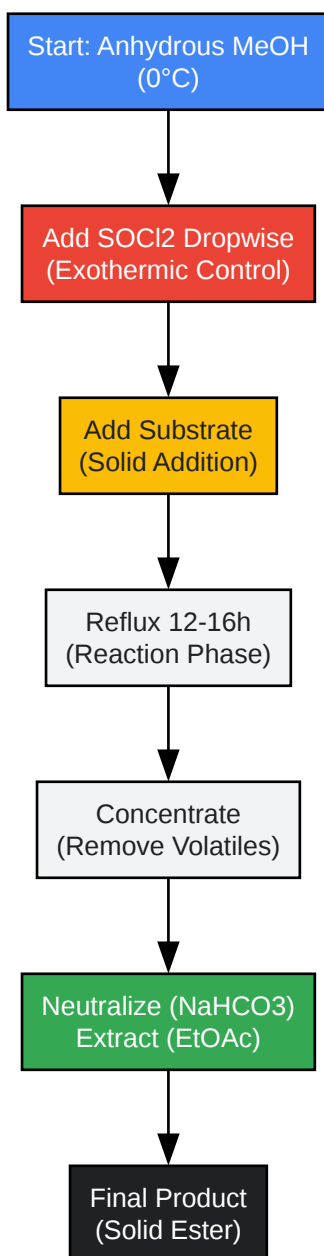 Start: Anhydrous MeOH
(0°C)
Add SOCl2 Dropwise
(Exothermic Control)
Add Substrate
(Solid Addition)
Reflux 12-16h
(Reaction Phase)
Concentrate
(Remove Volatiles)
Neutralize (NaHCO3)
Extract (EtOAc)
Final Product
(Solid Ester)